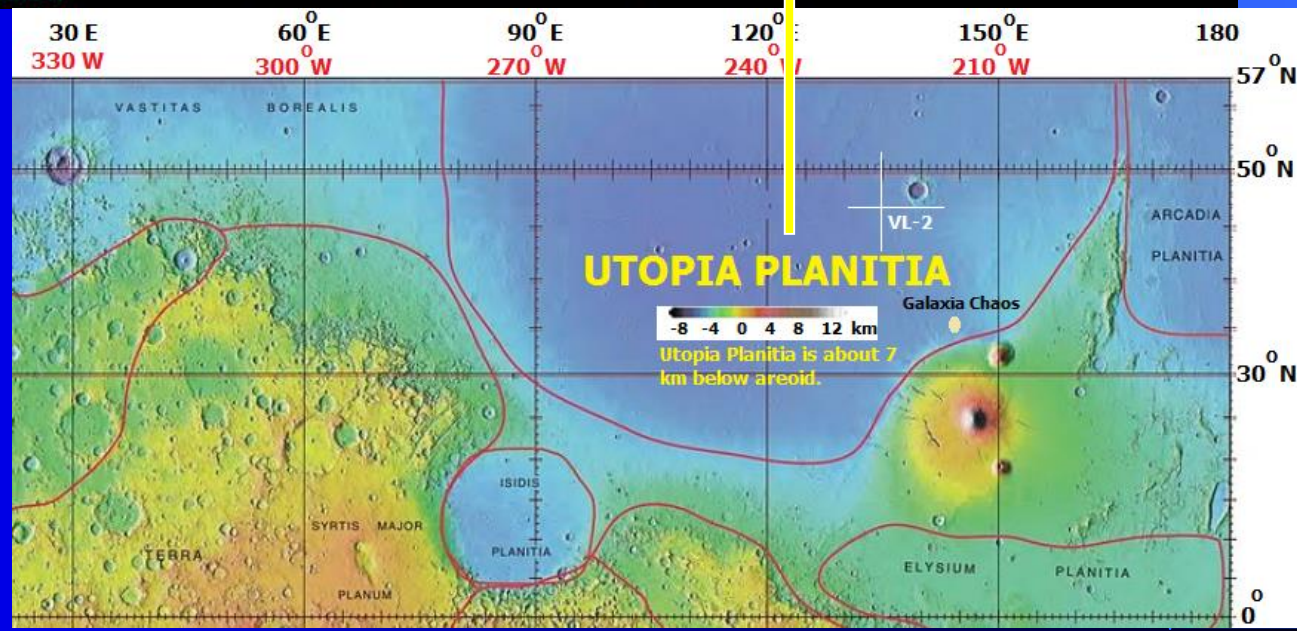 30°E 60°E 90°E 120°E 150°E 180
330 W 300°W 270°W 240°W 210°W
57°N
VASTITAS BOREALIS
50°N
ARCADIA
VL-2
PLANITIA
UTOPIA PLANITIA
Galaxia Chaos
-8 -4 0 4 8 12 km
Utopia Planitia is about 7
km below areoid.
30°N
ISIDIS
SYRTIS MAJOR
PLANITIA
TERRA
ELYSIUM PLANITIA
PLANUM
0°